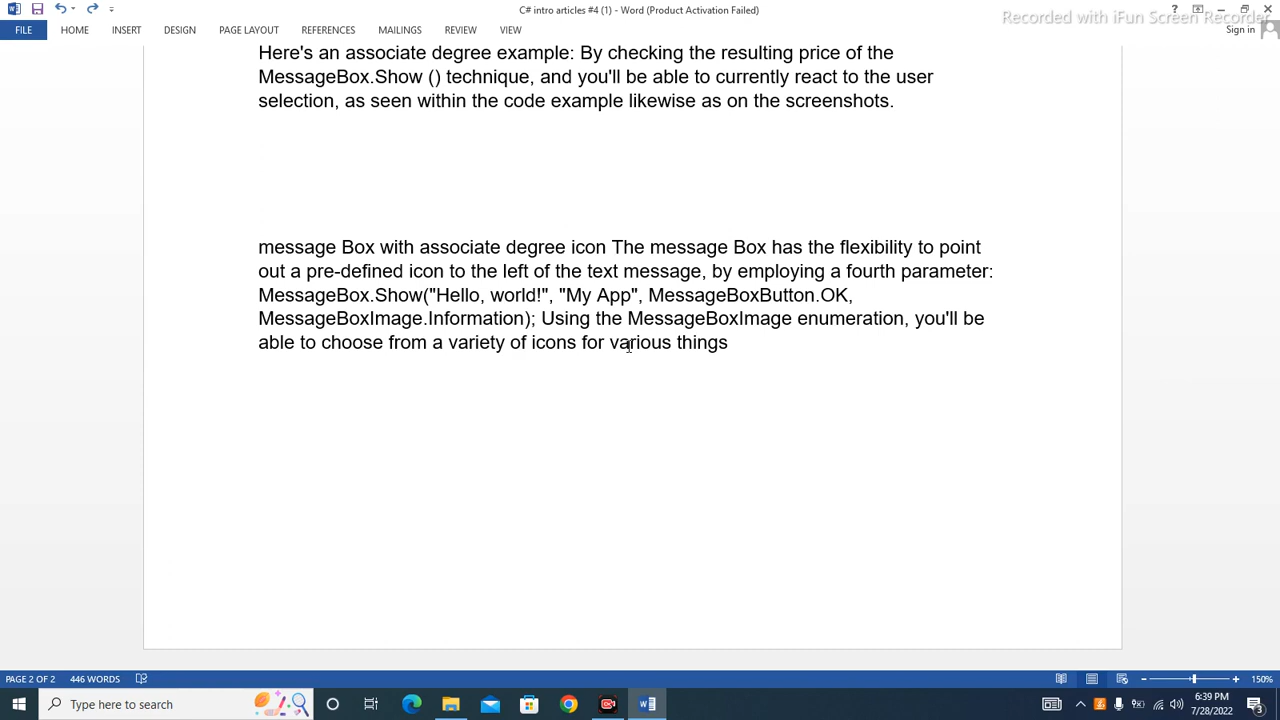 C# intro articles #4 (1) - Word (Product Activation Failed)
Recorded with iFun Screen Recorder
FILE HOME INSERT DESIGN PAGE LAYOUT REFERENCES MAILINGS REVIEW VIEW Sign in
Here's an associate degree example: By checking the resulting price of the
MessageBox.Show () technique, and you'll be able to currently react to the user
selection, as seen within the code example likewise as on the screenshots.
message Box with associate degree icon The message Box has the flexibility to point
out a pre-defined icon to the left of the text message, by employing a fourth parameter:
MessageBox.Show("Hello, world!", "My App", MessageBoxButton.OK,
MessageBoxImage.Information); Using the MessageBoxImage enumeration, you'll be
able to choose from a variety of icons for various things
PAGE 2 OF 2 446 WORDS 150%
Type here to search
6:39 PM
7/28/2022
3